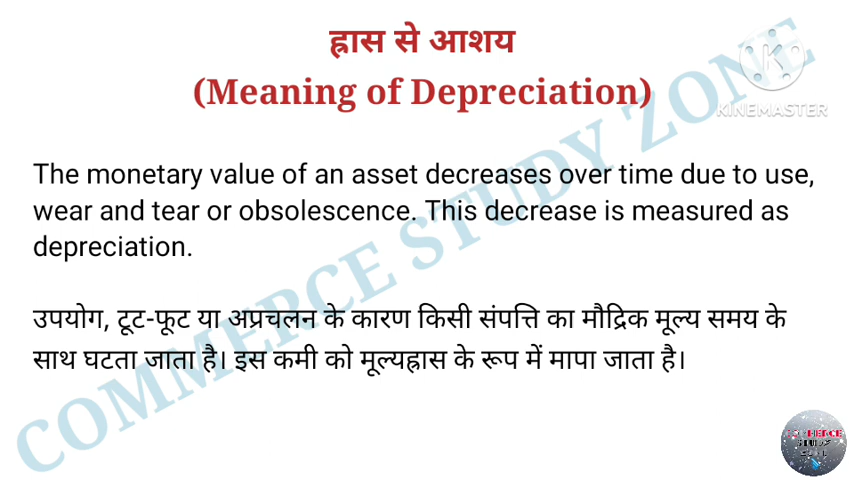 ह्रास से आशय
(Meaning of Depreciation)
K
KINEMASTER
The monetary value of an asset decreases over time due to use,
wear and tear or obsolescence. This decrease is measured as
depreciation.
उपयोग, टूट-फूट या अप्रचलन के कारण किसी संपत्ति का मौद्रिक मूल्य समय के
साथ घटता जाता है। इस कमी को मूल्यह्रास के रूप में मापा जाता है।
COMMERCE STUDY ZONE